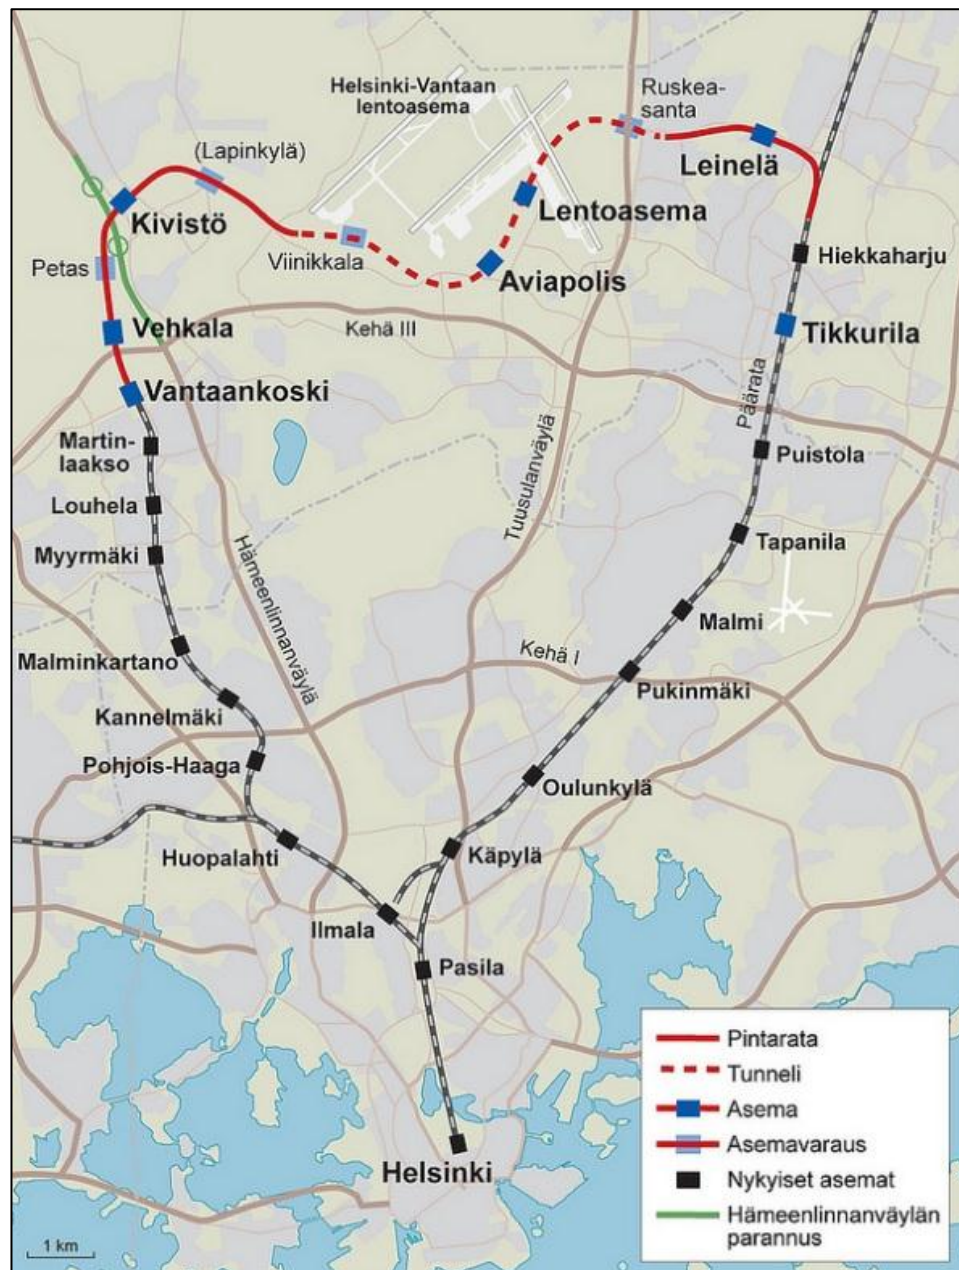 Helsinki-Vantaan
lentoasema
Ruskea-
santa
(Lapinkylä)
Leinelä
Kivistö
Lentoasema
Viinikkala
Petas
Aviapolis
Hiekkaharju
Vehkala
Kehä III
Tikkurila
Vantaankoski
Päärata
Martin-
laakso
Puistola
Louhela
Tuusulanväylä
Tapanila
Myyrmäki
Hämeenlinnanväylä
Malmi
Malminkartano
Kehä I
Pukinmäki
Kannelmäki
Pohjois-Haaga
Oulunkylä
Huopalahti
Käpylä
Ilmala
Pasila
Helsinki
Pintarata
Tunneli
Asema
Asemavaraus
Nykyiset asemat
Hämeenlinnanväylän
parannus
1 km